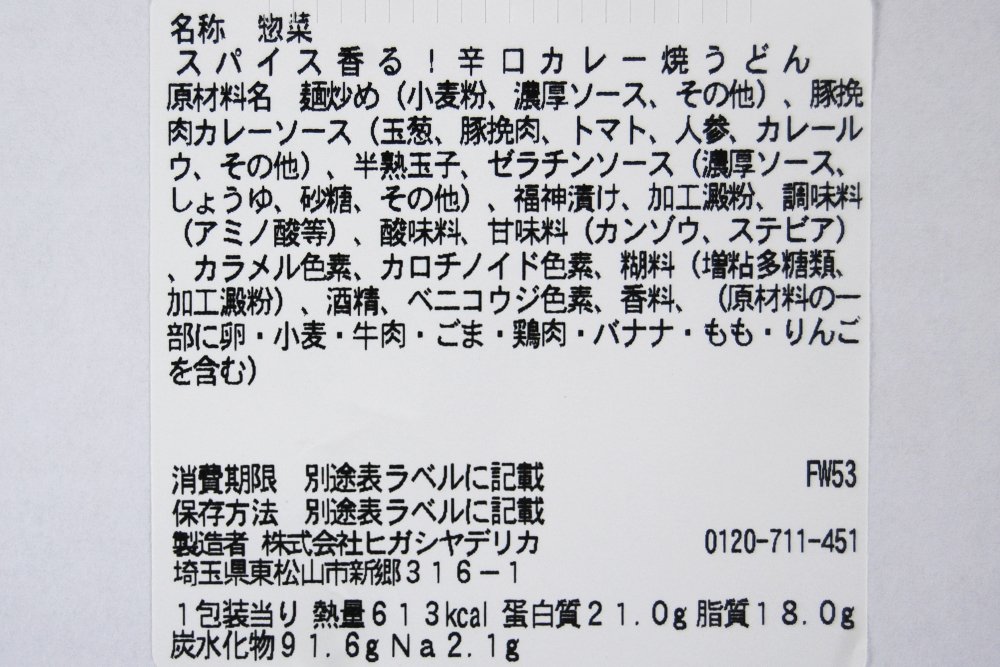 名称 惣菜
スパイス香る!辛口カレー焼うどん
原材料名 麺炒め(小麦粉、濃厚ソース、その他)、豚挽
肉カレーソース(玉葱、豚挽肉、トマト、人参、カレール
ウ、その他)、半熟玉子、ゼラチンソース(濃厚ソース、
しょうゆ、砂糖、その他)、福神漬け、加工澱粉、調味料
(アミノ酸等)、酸味料、甘味料(カンゾウ、ステビア)
、カラメル色素、カロチノイド色素、糊料(増粘多糖類、
加工澱粉)、酒精、ベニコウジ色素、香料、(原材料の一
部に卵・小麦・牛肉・ごま・鶏肉・バナナ・もも・りんご
を含む)
消費期限 別途表ラベルに記載 FW53
保存方法 別途表ラベルに記載
製造者 株式会社ヒガシヤデリカ 0120-711-451
埼玉県東松山市新郷316-1
1包装当り 熱量613kcal 蛋白質21.0g 脂質18.0g
炭水化物91.6g Na2.1g